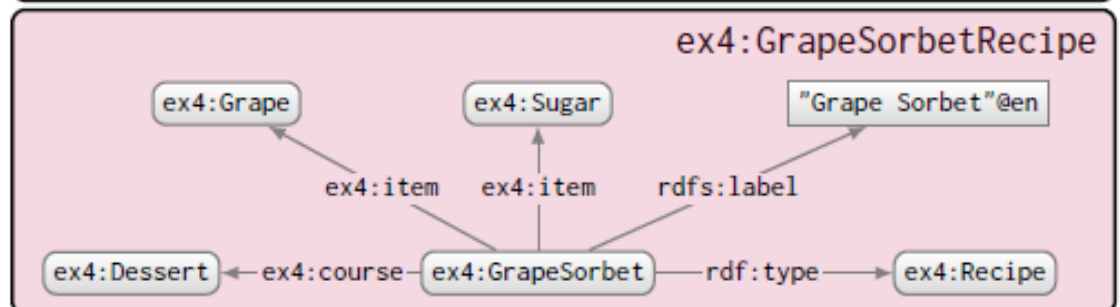 ex4:GrapeSorbetRecipe
ex4:Grape
ex4:Sugar
"Grape Sorbet"@en
ex4:item
ex4:item
rdfs:label
ex4:Dessert
ex4:course
ex4:GrapeSorbet
rdf:type
ex4:Recipe